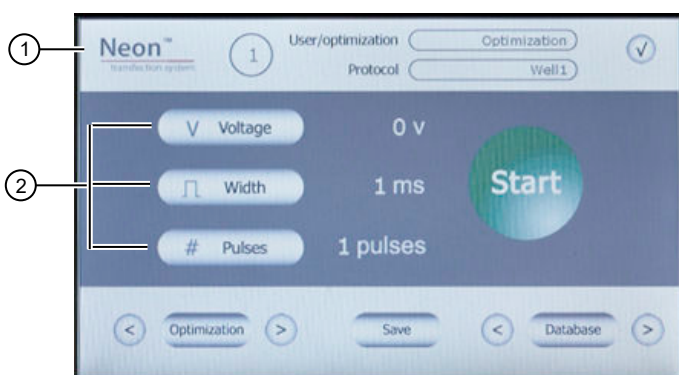 1
Neon™
transfection system
1
User/optimization
Optimization
Protocol
Well1
√
2
V Voltage
0 v
Width
1 ms
# Pulses
1 pulses
Start
< Optimization >
Save
< Database >